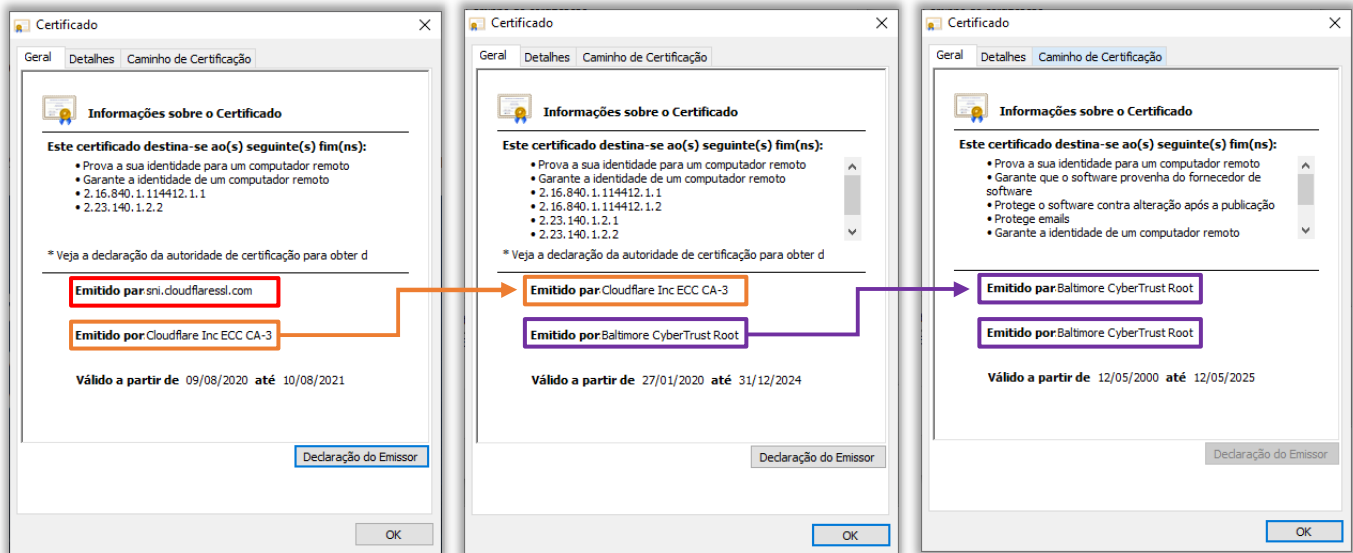 Certificado
Geral Detalhes Caminho de Certificação
Informações sobre o Certificado
Este certificado destina-se ao(s) seguinte(s) fim(ns):
• Prova a sua identidade para um computador remoto
• Garante a identidade de um computador remoto
• 2.16.840.1.114412.1.1
• 2.23.140.1.2.2
* Veja a declaração da autoridade de certificação para obter d
Emitido par sni.cloudflaressl.com
Emitido por Cloudflare Inc ECC CA-3
Válido a partir de 09/08/2020 até 10/08/2021
Declaração do Emissor
OK
Certificado
Geral Detalhes Caminho de Certificação
Informações sobre o Certificado
Este certificado destina-se ao(s) seguinte(s) fim(ns):
• Prova a sua identidade para um computador remoto
• Garante a identidade de um computador remoto
• 2.16.840.1.114412.1.1
• 2.16.840.1.114412.1.2
• 2.23.140.1.2.1
• 2.23.140.1.2.2
* Veja a declaração da autoridade de certificação para obter d
Emitido par Cloudflare Inc ECC CA-3
Emitido por Baltimore CyberTrust Root
Válido a partir de 27/01/2020 até 31/12/2024
Declaração do Emissor
OK
Certificado
Geral Detalhes Caminho de Certificação
Informações sobre o Certificado
Este certificado destina-se ao(s) seguinte(s) fim(ns):
• Prova a sua identidade para um computador remoto
• Garante que o software provenha do fornecedor de
software
• Protege o software contra alteração após a publicação
• Protege emails
• Garante a identidade de um computador remoto
Emitido par Baltimore CyberTrust Root
Emitido por Baltimore CyberTrust Root
Válido a partir de 12/05/2000 até 12/05/2025
Declaração do Emissor
OK